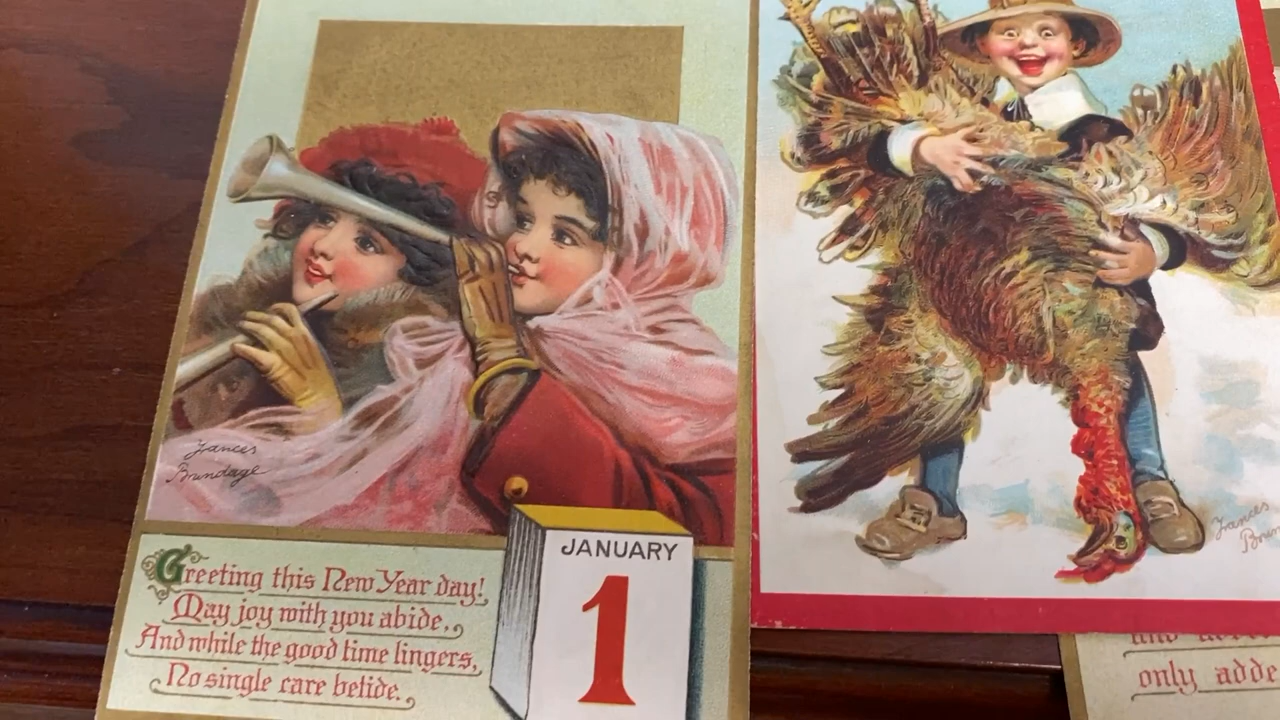 Frances
Brundage
Greeting this New Year day!
May joy with you abide,
And while the good time lingers,
No single care betide.
JANUARY
1
Frances
only adde